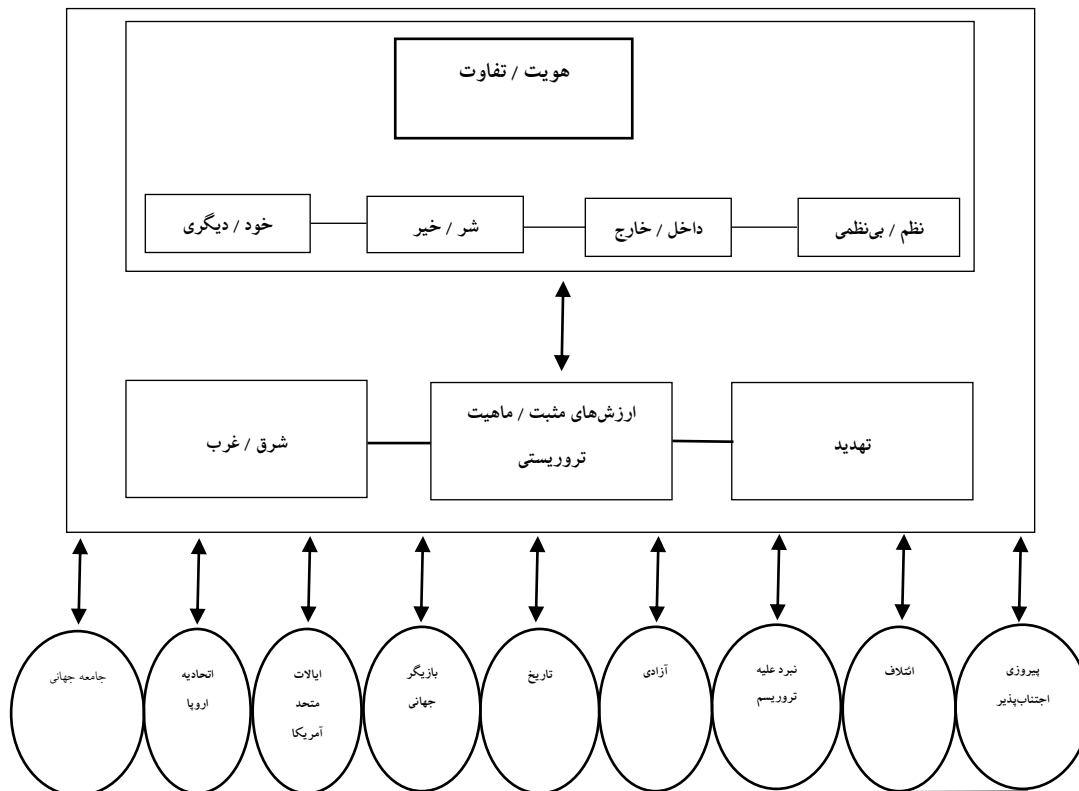 هویت / تفاوت
نظم / بی‌نظمی
داخل / خارج
شر / خیر
خود / دیگری
تهدید
ارزش‌های مثبت / ماهیت
تروریستی
شرق / غرب
پیروزی
اجتناب‌پذیر
ائتلاف
نبرد علیه
تروریسم
آزادی
تاریخ
بازیگر
جهانی
ایالات
متحد
آمریکا
اتحادیه
اروپا
جامعه جهانی